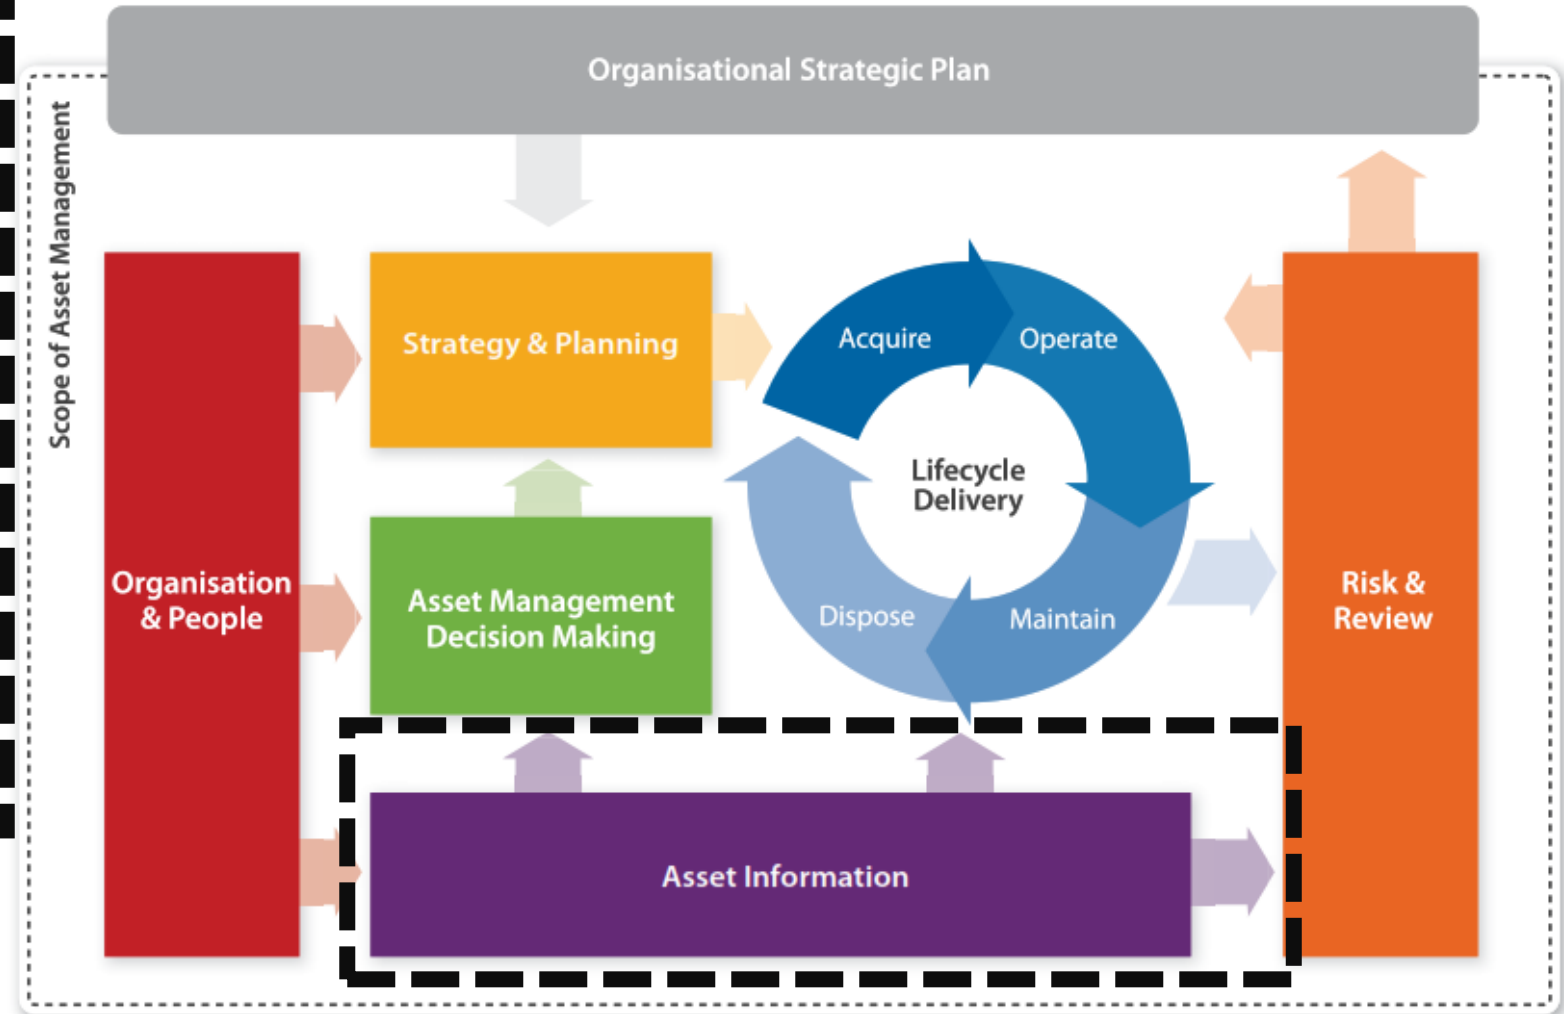 Organisational Strategic Plan
Scope of Asset Management
Strategy & Planning
Acquire
Operate
Lifecycle
Delivery
Organisation
& People
Asset Management
Decision Making
Dispose
Maintain
Risk &
Review
Asset Information